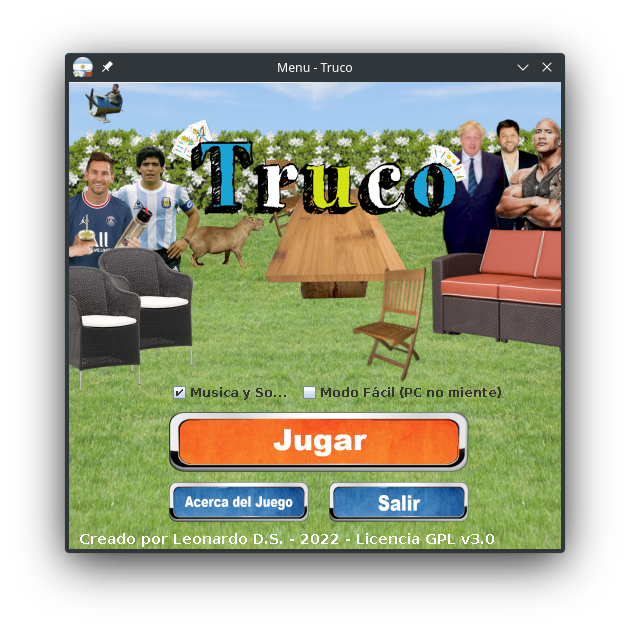 Menu - Truco
Truco
Musica y So...
Modo Fácil (PC no miente)
Jugar
Acerca del Juego
Salir
Creado por Leonardo D.S. - 2022 - Licencia GPL v3.0